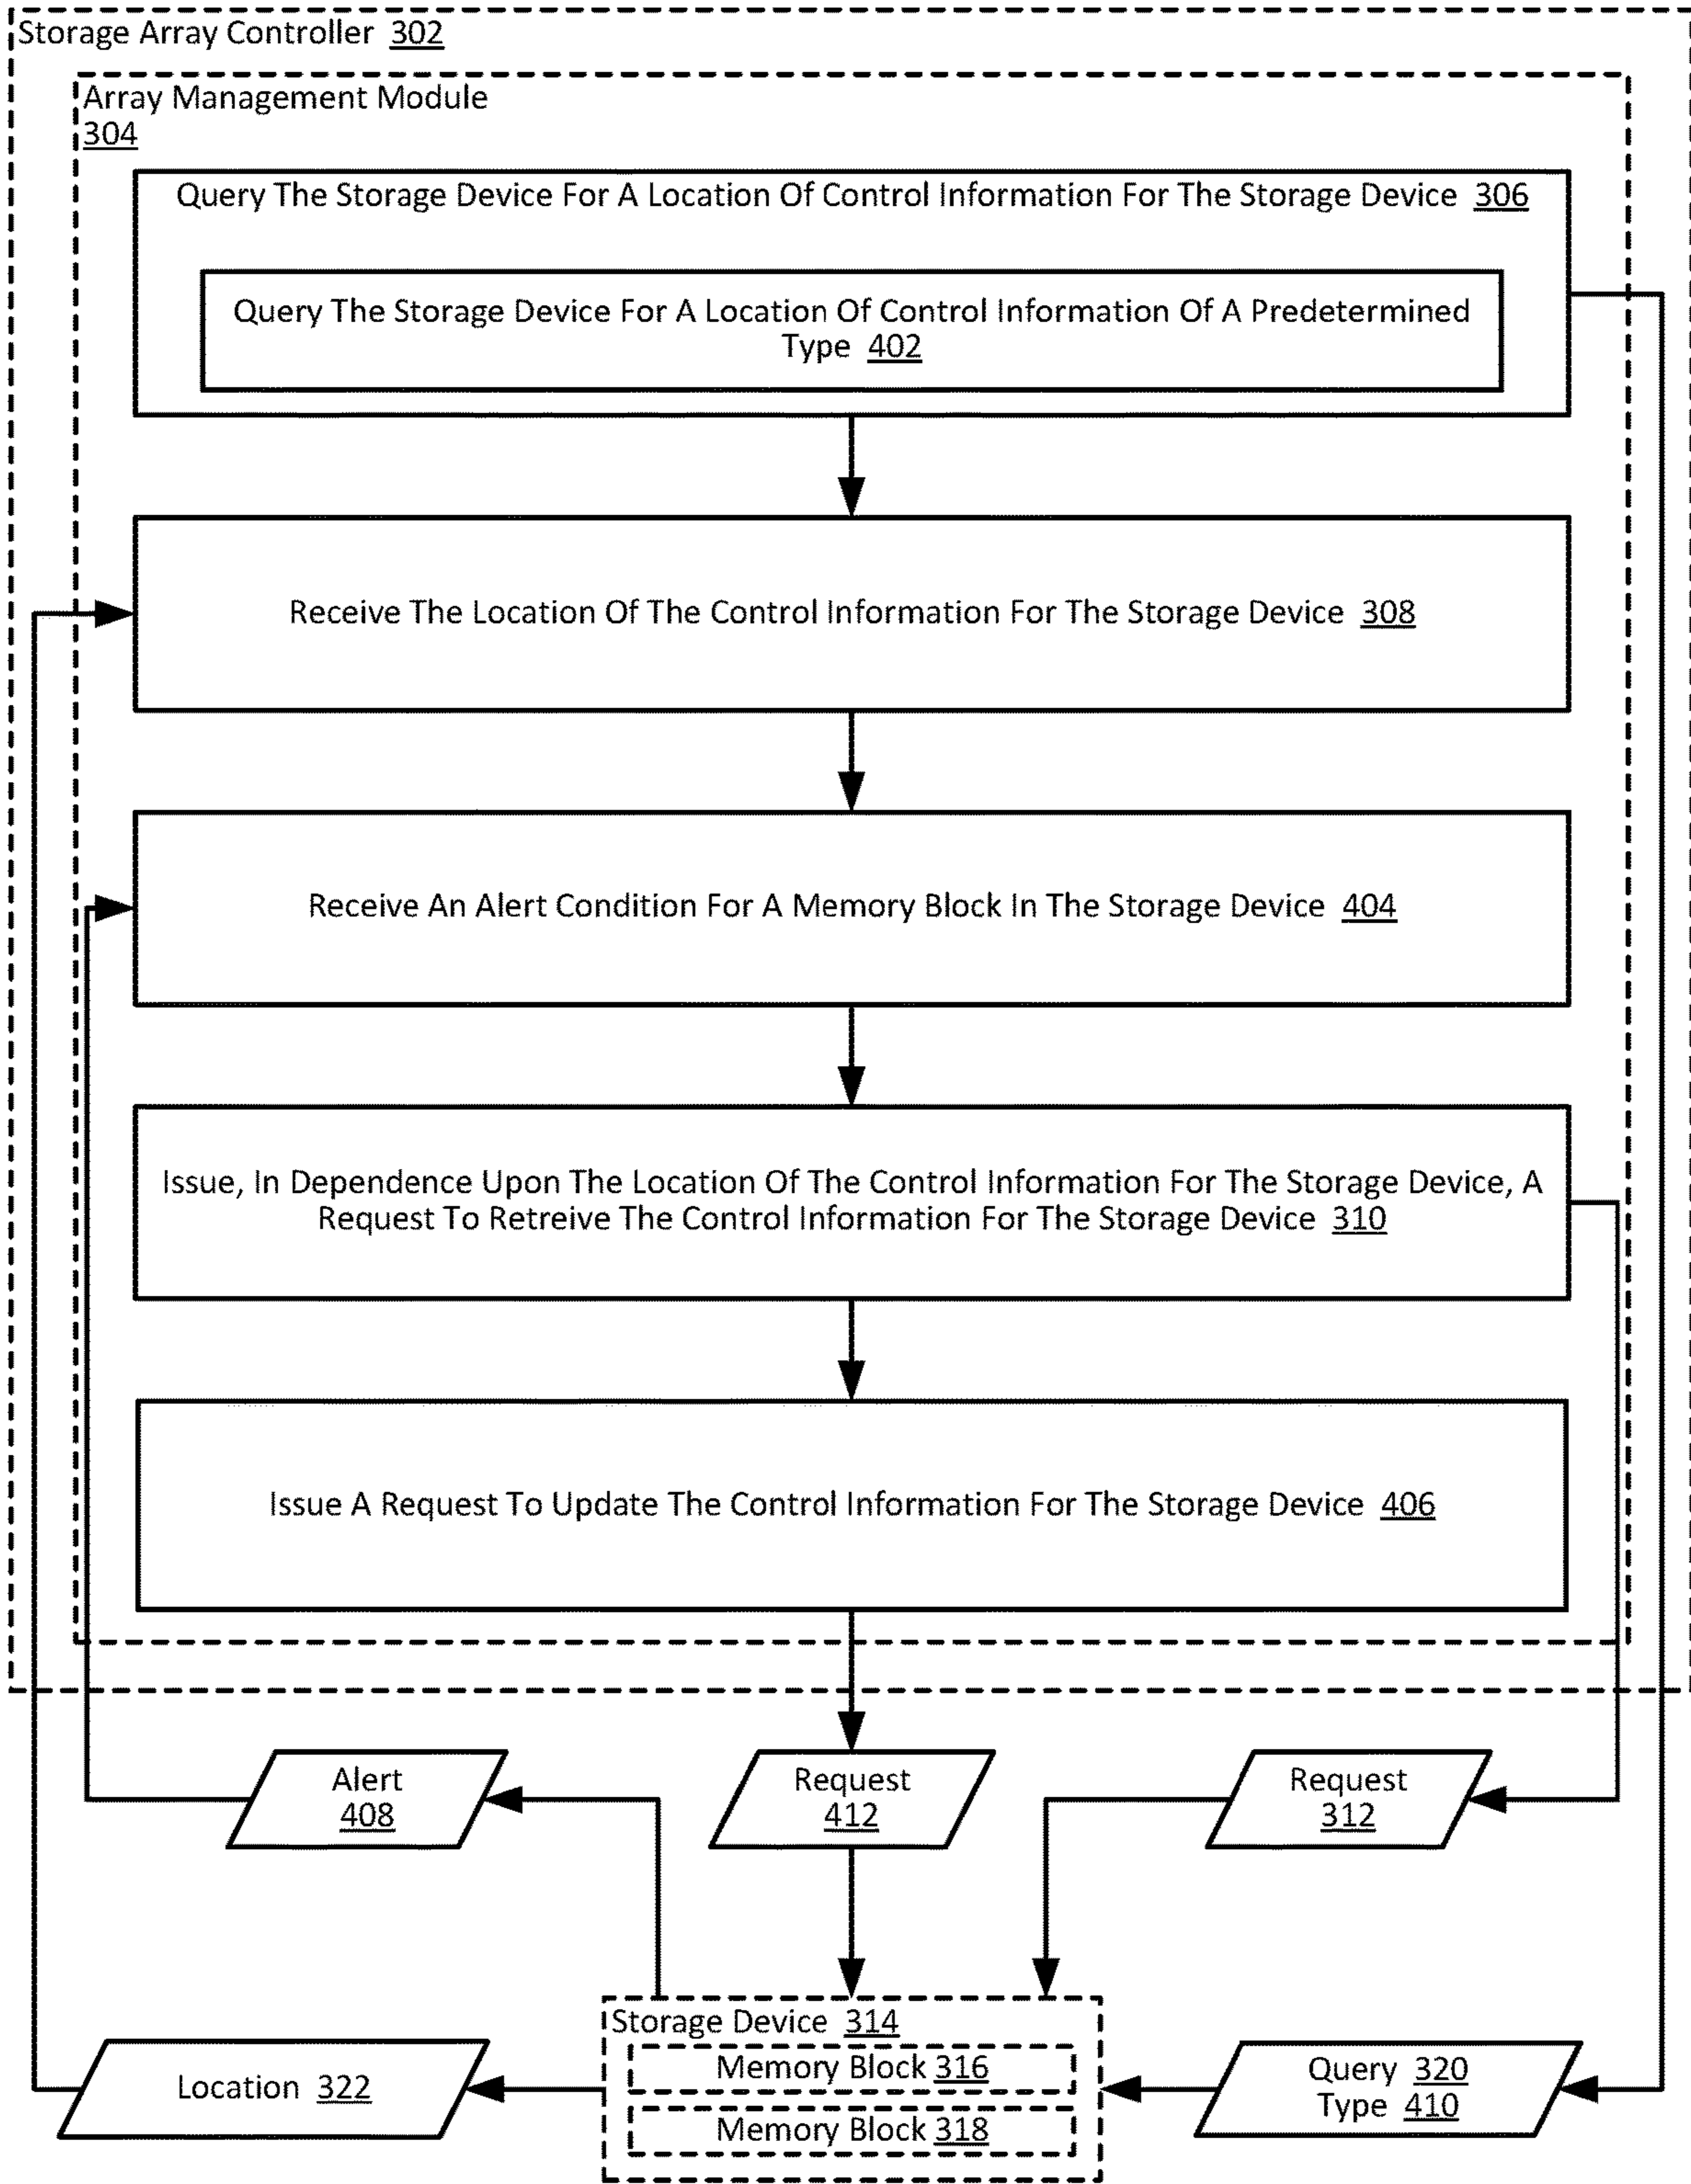 Storage Array Controller 302
Array Management Module
304
Query The Storage Device For A Location Of Control Information For The Storage Device 306
Query The Storage Device For A Location Of Control Information Of A Predetermined
Type 402
Receive The Location Of The Control Information For The Storage Device 308
Receive An Alert Condition For A Memory Block In The Storage Device 404
Issue, In Dependence Upon The Location Of The Control Information For The Storage Device, A
Request To Retreive The Control Information For The Storage Device 310
Issue A Request To Update The Control Information For The Storage Device 406
Alert
408
Request
412
Request
312
Storage Device 314
Memory Block 316
Memory Block 318
Location 322
Query 320
Type 410